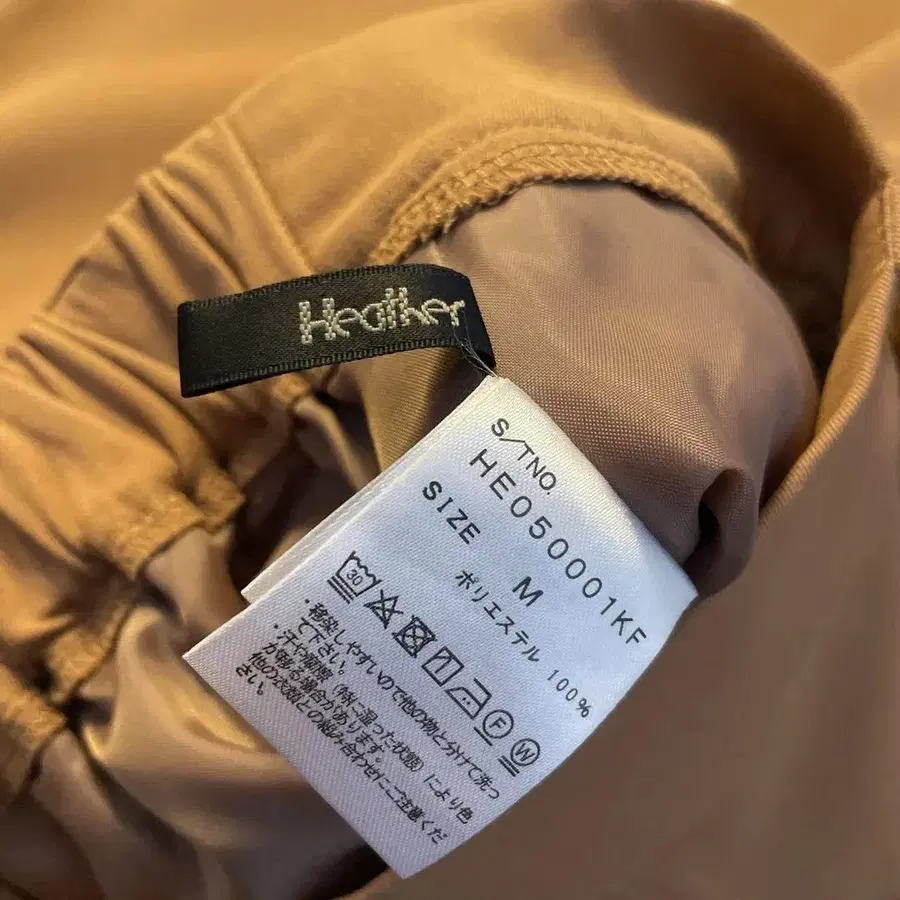 Heather
S/TNO.
HE050001KF
SIZE M
ポリエステル 100%
30 F W
・移染しやすいので他の物と分けて洗っ
て下さい。
・汗や摩擦(特に湿った状態)により色
が移る場合があります。
他の衣類との組み合わせにご注意くだ
さい。